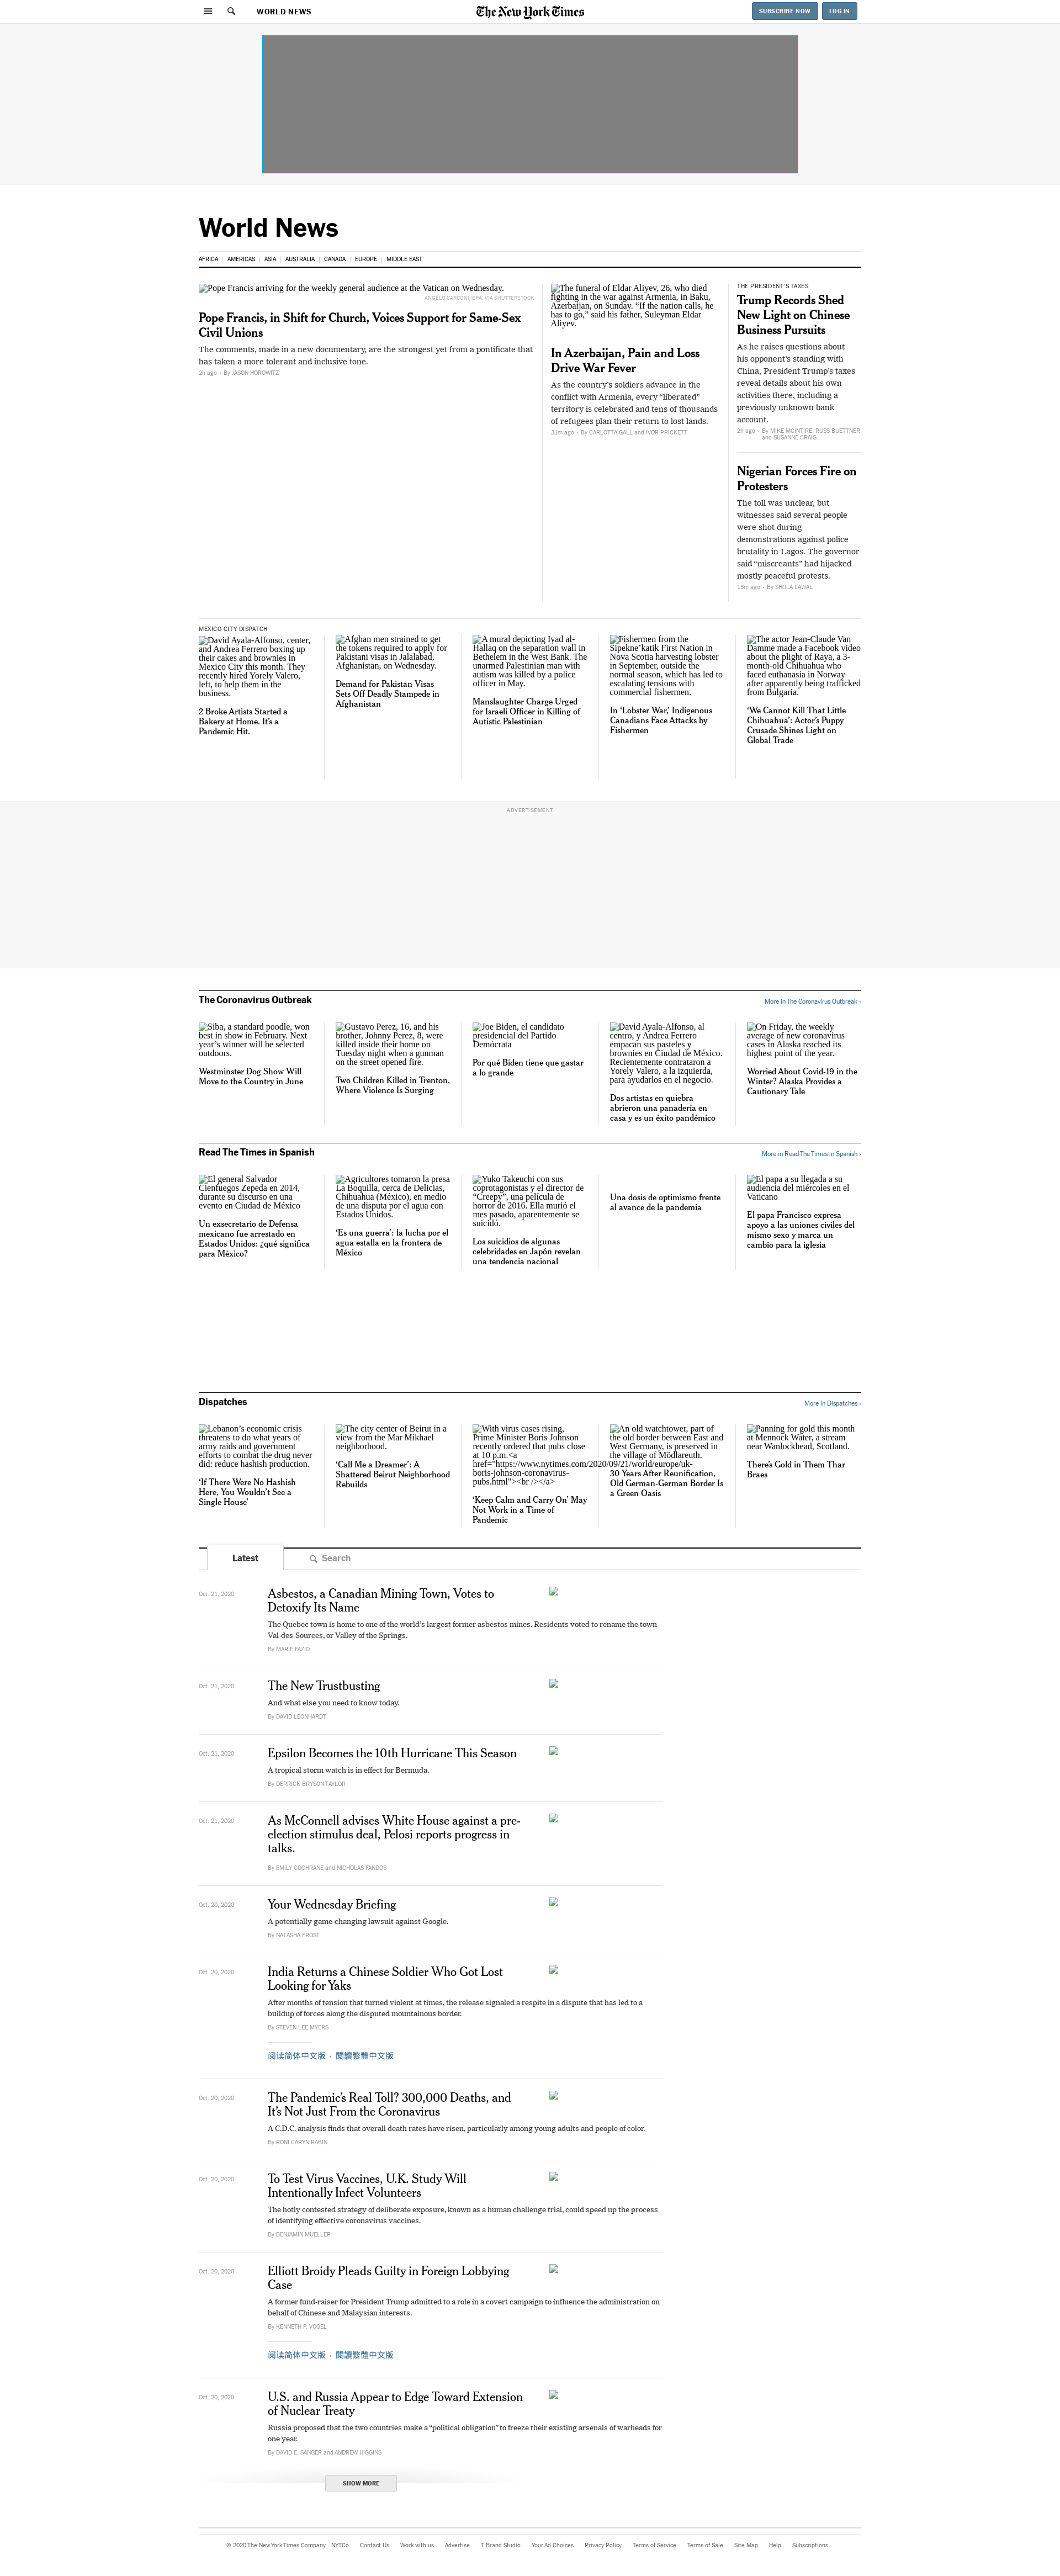 WORLD NEWS
The New York Times
SUBSCRIBE NOW
LOG IN
World News
AFRICA
AMERICAS
ASIA
AUSTRALIA
CANADA
EUROPE
MIDDLE EAST
Pope Francis arriving for the weekly general audience at the Vatican on Wednesday.
ANGELO CARCONI/EPA, VIA SHUTTERSTOCK
Pope Francis, in Shift for Church, Voices Support for Same-Sex
Civil Unions
The comments, made in a new documentary, are the strongest yet from a pontificate that
has taken a more tolerant and inclusive tone.
2h ago • By JASON HOROWITZ
The funeral of Eldar Aliyev, 26, who died
fighting in the war against Armenia, in Baku,
Azerbaijan, on Sunday. “If the nation calls, he
has to go,” said his father, Suleyman Eldar
Aliyev.
In Azerbaijan, Pain and Loss
Drive War Fever
As the country’s soldiers advance in the
conflict with Armenia, every “liberated”
territory is celebrated and tens of thousands
of refugees plan their return to lost lands.
31m ago • By CARLOTTA GALL and IVOR PRICKETT
THE PRESIDENT’S TAXES
Trump Records Shed
New Light on Chinese
Business Pursuits
As he raises questions about
his opponent’s standing with
China, President Trump’s taxes
reveal details about his own
activities there, including a
previously unknown bank
account.
2h ago • By MIKE MCINTIRE, RUSS BUETTNER
and SUSANNE CRAIG
Nigerian Forces Fire on
Protesters
The toll was unclear, but
witnesses said several people
were shot during
demonstrations against police
brutality in Lagos. The governor
said “miscreants” had hijacked
mostly peaceful protests.
13m ago • By SHOLA LAWAL
MEXICO CITY DISPATCH
David Ayala-Alfonso, center,
and Andrea Ferrero boxing up
their cakes and brownies in
Mexico City this month. They
recently hired Yorely Valero,
left, to help them in the
business.
2 Broke Artists Started a
Bakery at Home. It’s a
Pandemic Hit.
Afghan men strained to get
the tokens required to apply for
Pakistani visas in Jalalabad,
Afghanistan, on Wednesday.
Demand for Pakistan Visas
Sets Off Deadly Stampede in
Afghanistan
A mural depicting Iyad al-
Hallaq on the separation wall in
Bethelem in the West Bank. The
unarmed Palestinian man with
autism was killed by a police
officer in May.
Manslaughter Charge Urged
for Israeli Officer in Killing of
Autistic Palestinian
Fishermen from the
Sipekne’katik First Nation in
Nova Scotia harvesting lobster
in September, outside the
normal season, which has led to
escalating tensions with
commercial fishermen.
In ‘Lobster War,’ Indigenous
Canadians Face Attacks by
Fishermen
The actor Jean-Claude Van
Damme made a Facebook video
about the plight of Raya, a 3-
month-old Chihuahua who
faced euthanasia in Norway
after apparently being trafficked
from Bulgaria.
‘We Cannot Kill That Little
Chihuahua’: Actor’s Puppy
Crusade Shines Light on
Global Trade
ADVERTISEMENT
The Coronavirus Outbreak
More in The Coronavirus Outbreak ›
Siba, a standard poodle, won
best in show in February. Next
year’s winner will be selected
outdoors.
Westminster Dog Show Will
Move to the Country in June
Gustavo Perez, 16, and his
brother, Johnny Perez, 8, were
killed inside their home on
Tuesday night when a gunman
on the street opened fire.
Two Children Killed in Trenton,
Where Violence Is Surging
Joe Biden, el candidato
presidencial del Partido
Demócrata
Por qué Biden tiene que gastar
a lo grande
David Ayala-Alfonso, al
centro, y Andrea Ferrero
empacan sus pasteles y
brownies en Ciudad de México.
Recientemente contrataron a
Yorely Valero, a la izquierda,
para ayudarlos en el negocio.
Dos artistas en quiebra
abrieron una panadería en
casa y es un éxito pandémico
On Friday, the weekly
average of new coronavirus
cases in Alaska reached its
highest point of the year.
Worried About Covid-19 in the
Winter? Alaska Provides a
Cautionary Tale
Read The Times in Spanish
More in Read The Times in Spanish ›
El general Salvador
Cienfuegos Zepeda en 2014,
durante su discurso en una
evento en Ciudad de México
Un exsecretario de Defensa
mexicano fue arrestado en
Estados Unidos: ¿qué significa
para México?
Agricultores tomaron la presa
La Boquilla, cerca de Delicias,
Chihuahua (México), en medio
de una disputa por el agua con
Estados Unidos.
‘Es una guerra’: la lucha por el
agua estalla en la frontera de
México
Yuko Takeuchi con sus
coprotagonistas y el director de
“Creepy”, una película de
horror de 2016. Ella murió el
mes pasado, aparentemente se
suicidó.
Los suicidios de algunas
celebridades en Japón revelan
una tendencia nacional
Una dosis de optimismo frente
al avance de la pandemia
El papa a su llegada a su
audiencia del miércoles en el
Vaticano
El papa Francisco expresa
apoyo a las uniones civiles del
mismo sexo y marca un
cambio para la iglesia
Dispatches
More in Dispatches ›
Lebanon’s economic crisis
threatens to do what years of
army raids and government
efforts to combat the drug never
did: reduce hashish production.
‘If There Were No Hashish
Here, You Wouldn’t See a
Single House’
The city center of Beirut in a
view from the Mar Mikhael
neighborhood.
‘Call Me a Dreamer’: A
Shattered Beirut Neighborhood
Rebuilds
With virus cases rising,
Prime Minister Boris Johnson
recently ordered that pubs close
at 10 p.m.<a
href="https://www.nytimes.com/2020/09/21/world/europe/uk-
boris-johnson-coronavirus-
pubs.html"><br /></a>
‘Keep Calm and Carry On’ May
Not Work in a Time of
Pandemic
An old watchtower, part of
the old border between East and
West Germany, is preserved in
the village of Mödlareuth.
30 Years After Reunification,
Old German-German Border Is
a Green Oasis
Panning for gold this month
at Mennock Water, a stream
near Wanlockhead, Scotland.
There’s Gold in Them Thar
Braes
Latest
Search
Oct. 21, 2020
Asbestos, a Canadian Mining Town, Votes to
Detoxify Its Name
The Quebec town is home to one of the world’s largest former asbestos mines. Residents voted to rename the town
Val-des-Sources, or Valley of the Springs.
By MARIE FAZIO
Oct. 21, 2020
The New Trustbusting
And what else you need to know today.
By DAVID LEONHARDT
Oct. 21, 2020
Epsilon Becomes the 10th Hurricane This Season
A tropical storm watch is in effect for Bermuda.
By DERRICK BRYSON TAYLOR
Oct. 21, 2020
As McConnell advises White House against a pre-
election stimulus deal, Pelosi reports progress in
talks.
By EMILY COCHRANE and NICHOLAS FANDOS
Oct. 20, 2020
Your Wednesday Briefing
A potentially game-changing lawsuit against Google.
By NATASHA FROST
Oct. 20, 2020
India Returns a Chinese Soldier Who Got Lost
Looking for Yaks
After months of tension that turned violent at times, the release signaled a respite in a dispute that has led to a
buildup of forces along the disputed mountainous border.
By STEVEN LEE MYERS
阅读简体中文版 • 閱讀繁體中文版
Oct. 20, 2020
The Pandemic’s Real Toll? 300,000 Deaths, and
It’s Not Just From the Coronavirus
A C.D.C. analysis finds that overall death rates have risen, particularly among young adults and people of color.
By RONI CARYN RABIN
Oct. 20, 2020
To Test Virus Vaccines, U.K. Study Will
Intentionally Infect Volunteers
The hotly contested strategy of deliberate exposure, known as a human challenge trial, could speed up the process
of identifying effective coronavirus vaccines.
By BENJAMIN MUELLER
Oct. 20, 2020
Elliott Broidy Pleads Guilty in Foreign Lobbying
Case
A former fund-raiser for President Trump admitted to a role in a covert campaign to influence the administration on
behalf of Chinese and Malaysian interests.
By KENNETH P. VOGEL
阅读简体中文版 • 閱讀繁體中文版
Oct. 20, 2020
U.S. and Russia Appear to Edge Toward Extension
of Nuclear Treaty
Russia proposed that the two countries make a “political obligation” to freeze their existing arsenals of warheads for
one year.
By DAVID E. SANGER and ANDREW HIGGINS
SHOW MORE
© 2020 The New York Times Company
NYTCo
Contact Us
Work with us
Advertise
T Brand Studio
Your Ad Choices
Privacy Policy
Terms of Service
Terms of Sale
Site Map
Help
Subscriptions